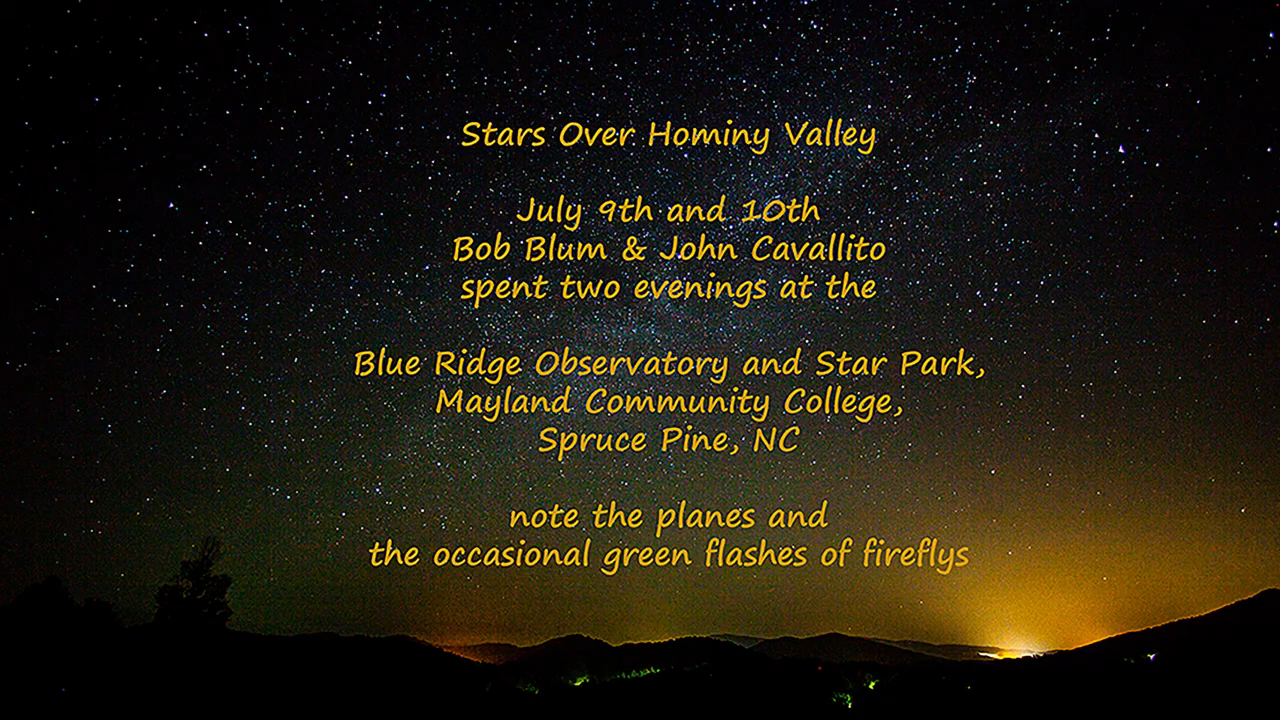 Stars Over Hominy Valley
July 9th and 10th
Bob Blum & John Cavallito
spent two evenings at the
Blue Ridge Observatory and Star Park,
Mayland Community College,
Spruce Pine, NC
note the planes and
the occasional green flashes of fireflys